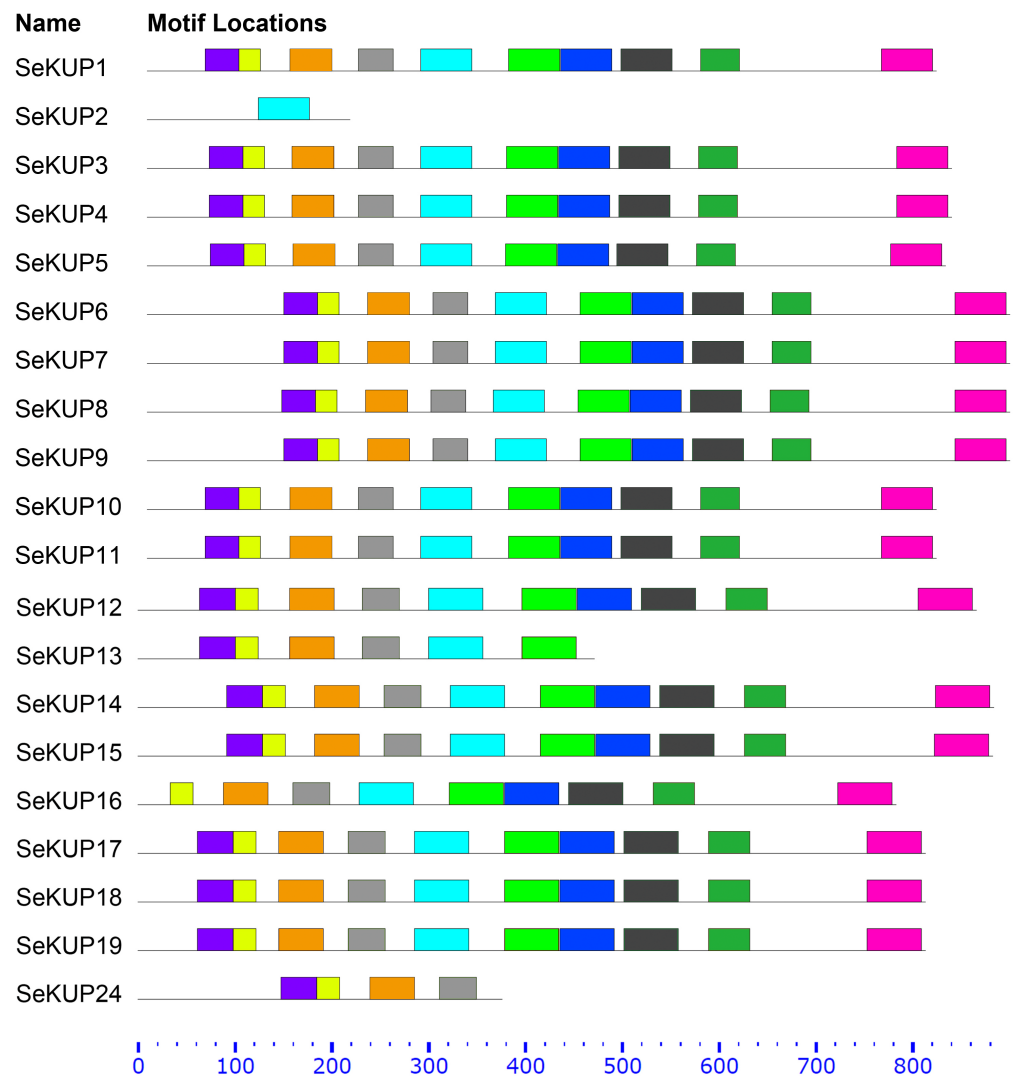 Name Motif Locations
SeKUP1
SeKUP2
SeKUP3
SeKUP4
SeKUP5
SeKUP6
SeKUP7
SeKUP8
SeKUP9
SeKUP10
SeKUP11
SeKUP12
SeKUP13
SeKUP14
SeKUP15
SeKUP16
SeKUP17
SeKUP18
SeKUP19
SeKUP24
0 100 200 300 400 500 600 700 800